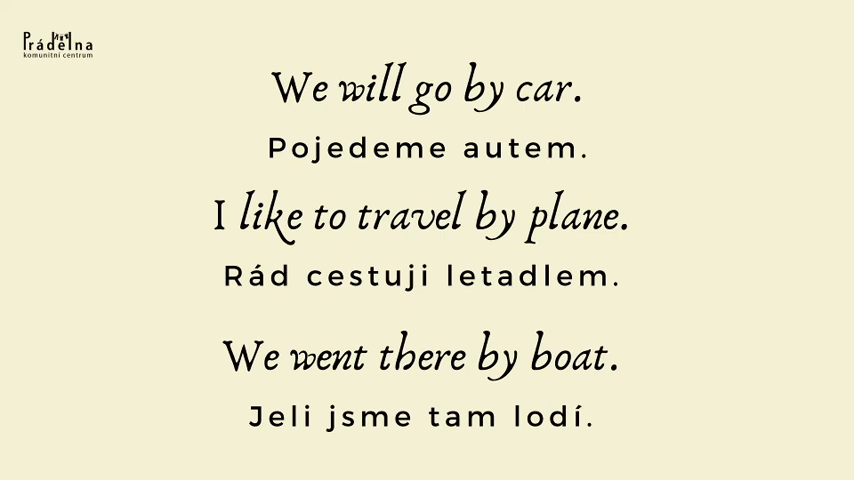 Prádelna
komunitní centrum
We will go by car.
Pojedeme autem.
I like to travel by plane.
Rád cestuji letadlem.
We went there by boat.
Jeli jsme tam lodí.